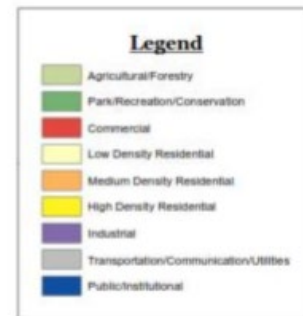 Legend
Agricultural/Forestry
Park/Recreation/Conservation
Commercial
Low Density Residential
Medium Density Residential
High Density Residential
Industrial
Transportation/Communication/Utilities
Public/Institutional